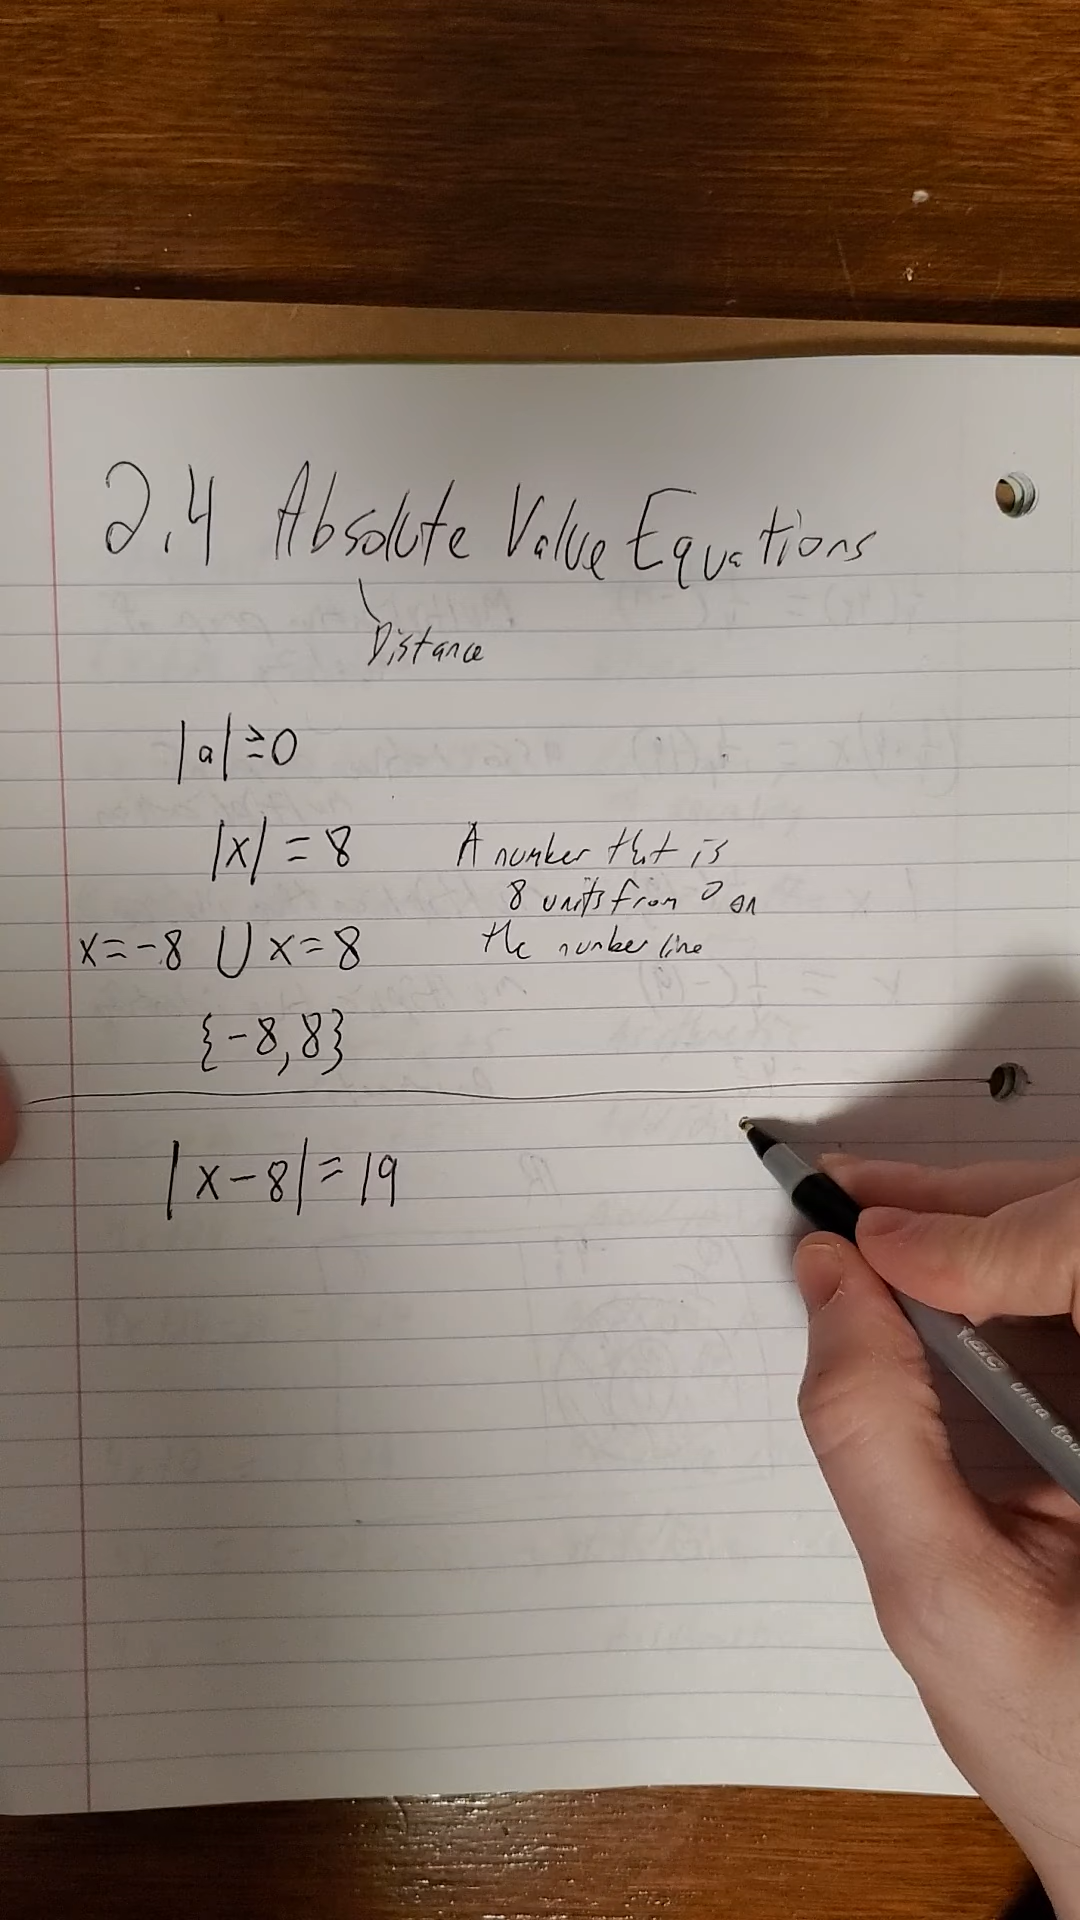 2.4 Absolute Value Equations
Distance
|a| ≥ 0
|x| = 8
A number that is
8 units from 0 on
the number line
x = -8 ∪ x = 8
{-8, 8}
|x - 8| = 19
BIC Ultra